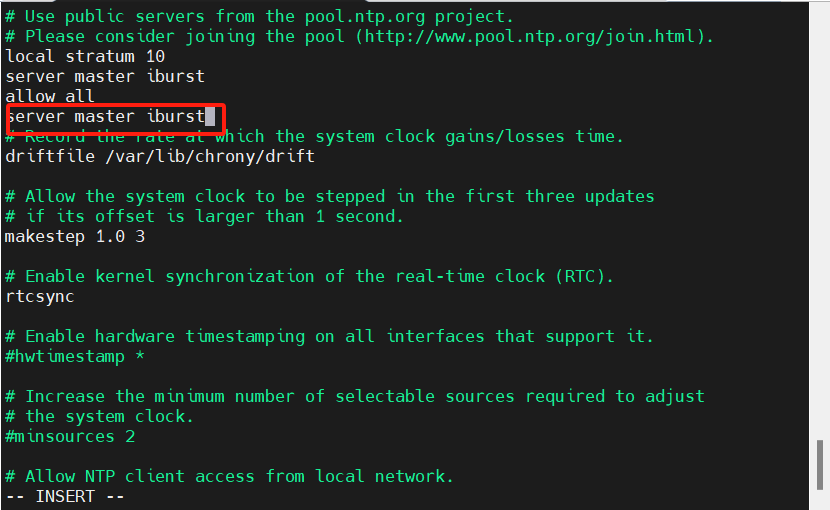 # Use public servers from the pool.ntp.org project.
# Please consider joining the pool (http://www.pool.ntp.org/join.html).
local stratum 10
server master iburst
allow all
server master iburst
# Record the rate at which the system clock gains/losses time.
driftfile /var/lib/chrony/drift
# Allow the system clock to be stepped in the first three updates
# if its offset is larger than 1 second.
makestep 1.0 3
# Enable kernel synchronization of the real-time clock (RTC).
rtcsync
# Enable hardware timestamping on all interfaces that support it.
#hwtimestamp *
# Increase the minimum number of selectable sources required to adjust
# the system clock.
#minsources 2
# Allow NTP client access from local network.
-- INSERT --